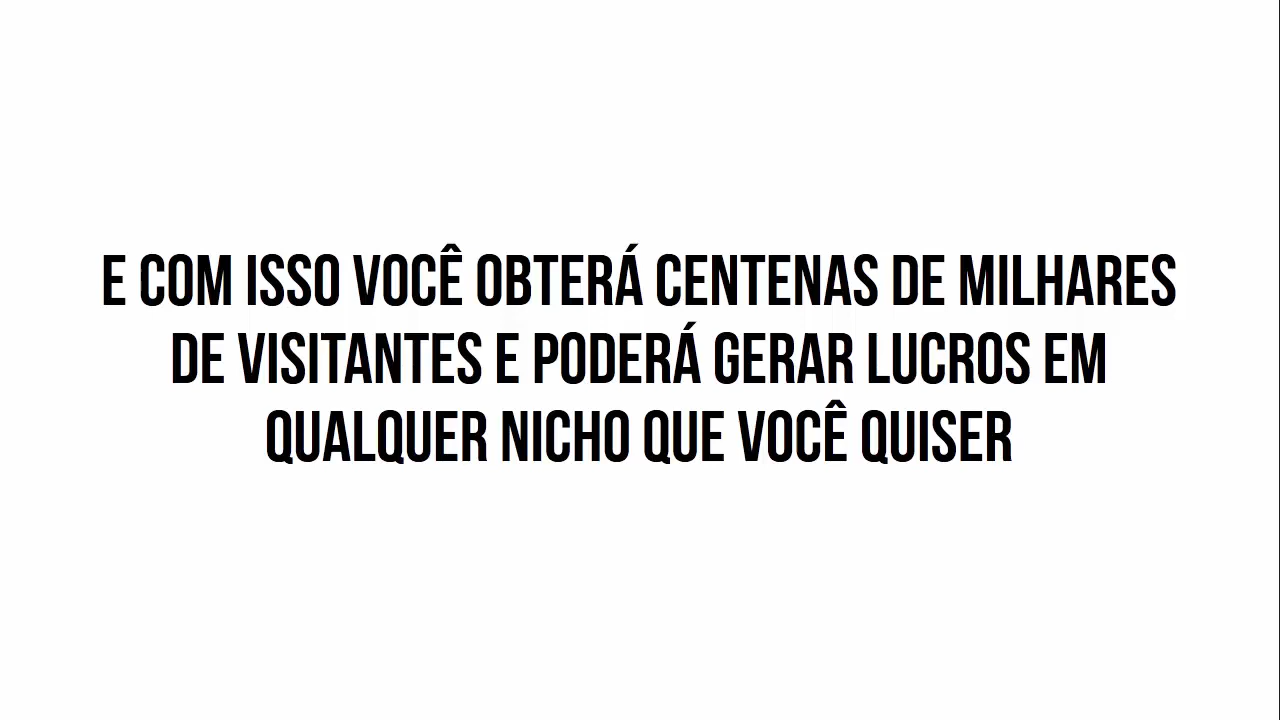 E COM ISSO VOCÊ OBTERÁ CENTENAS DE MILHARES
DE VISITANTES E PODERÁ GERAR LUCROS EM
QUALQUER NICHO QUE VOCÊ QUISER